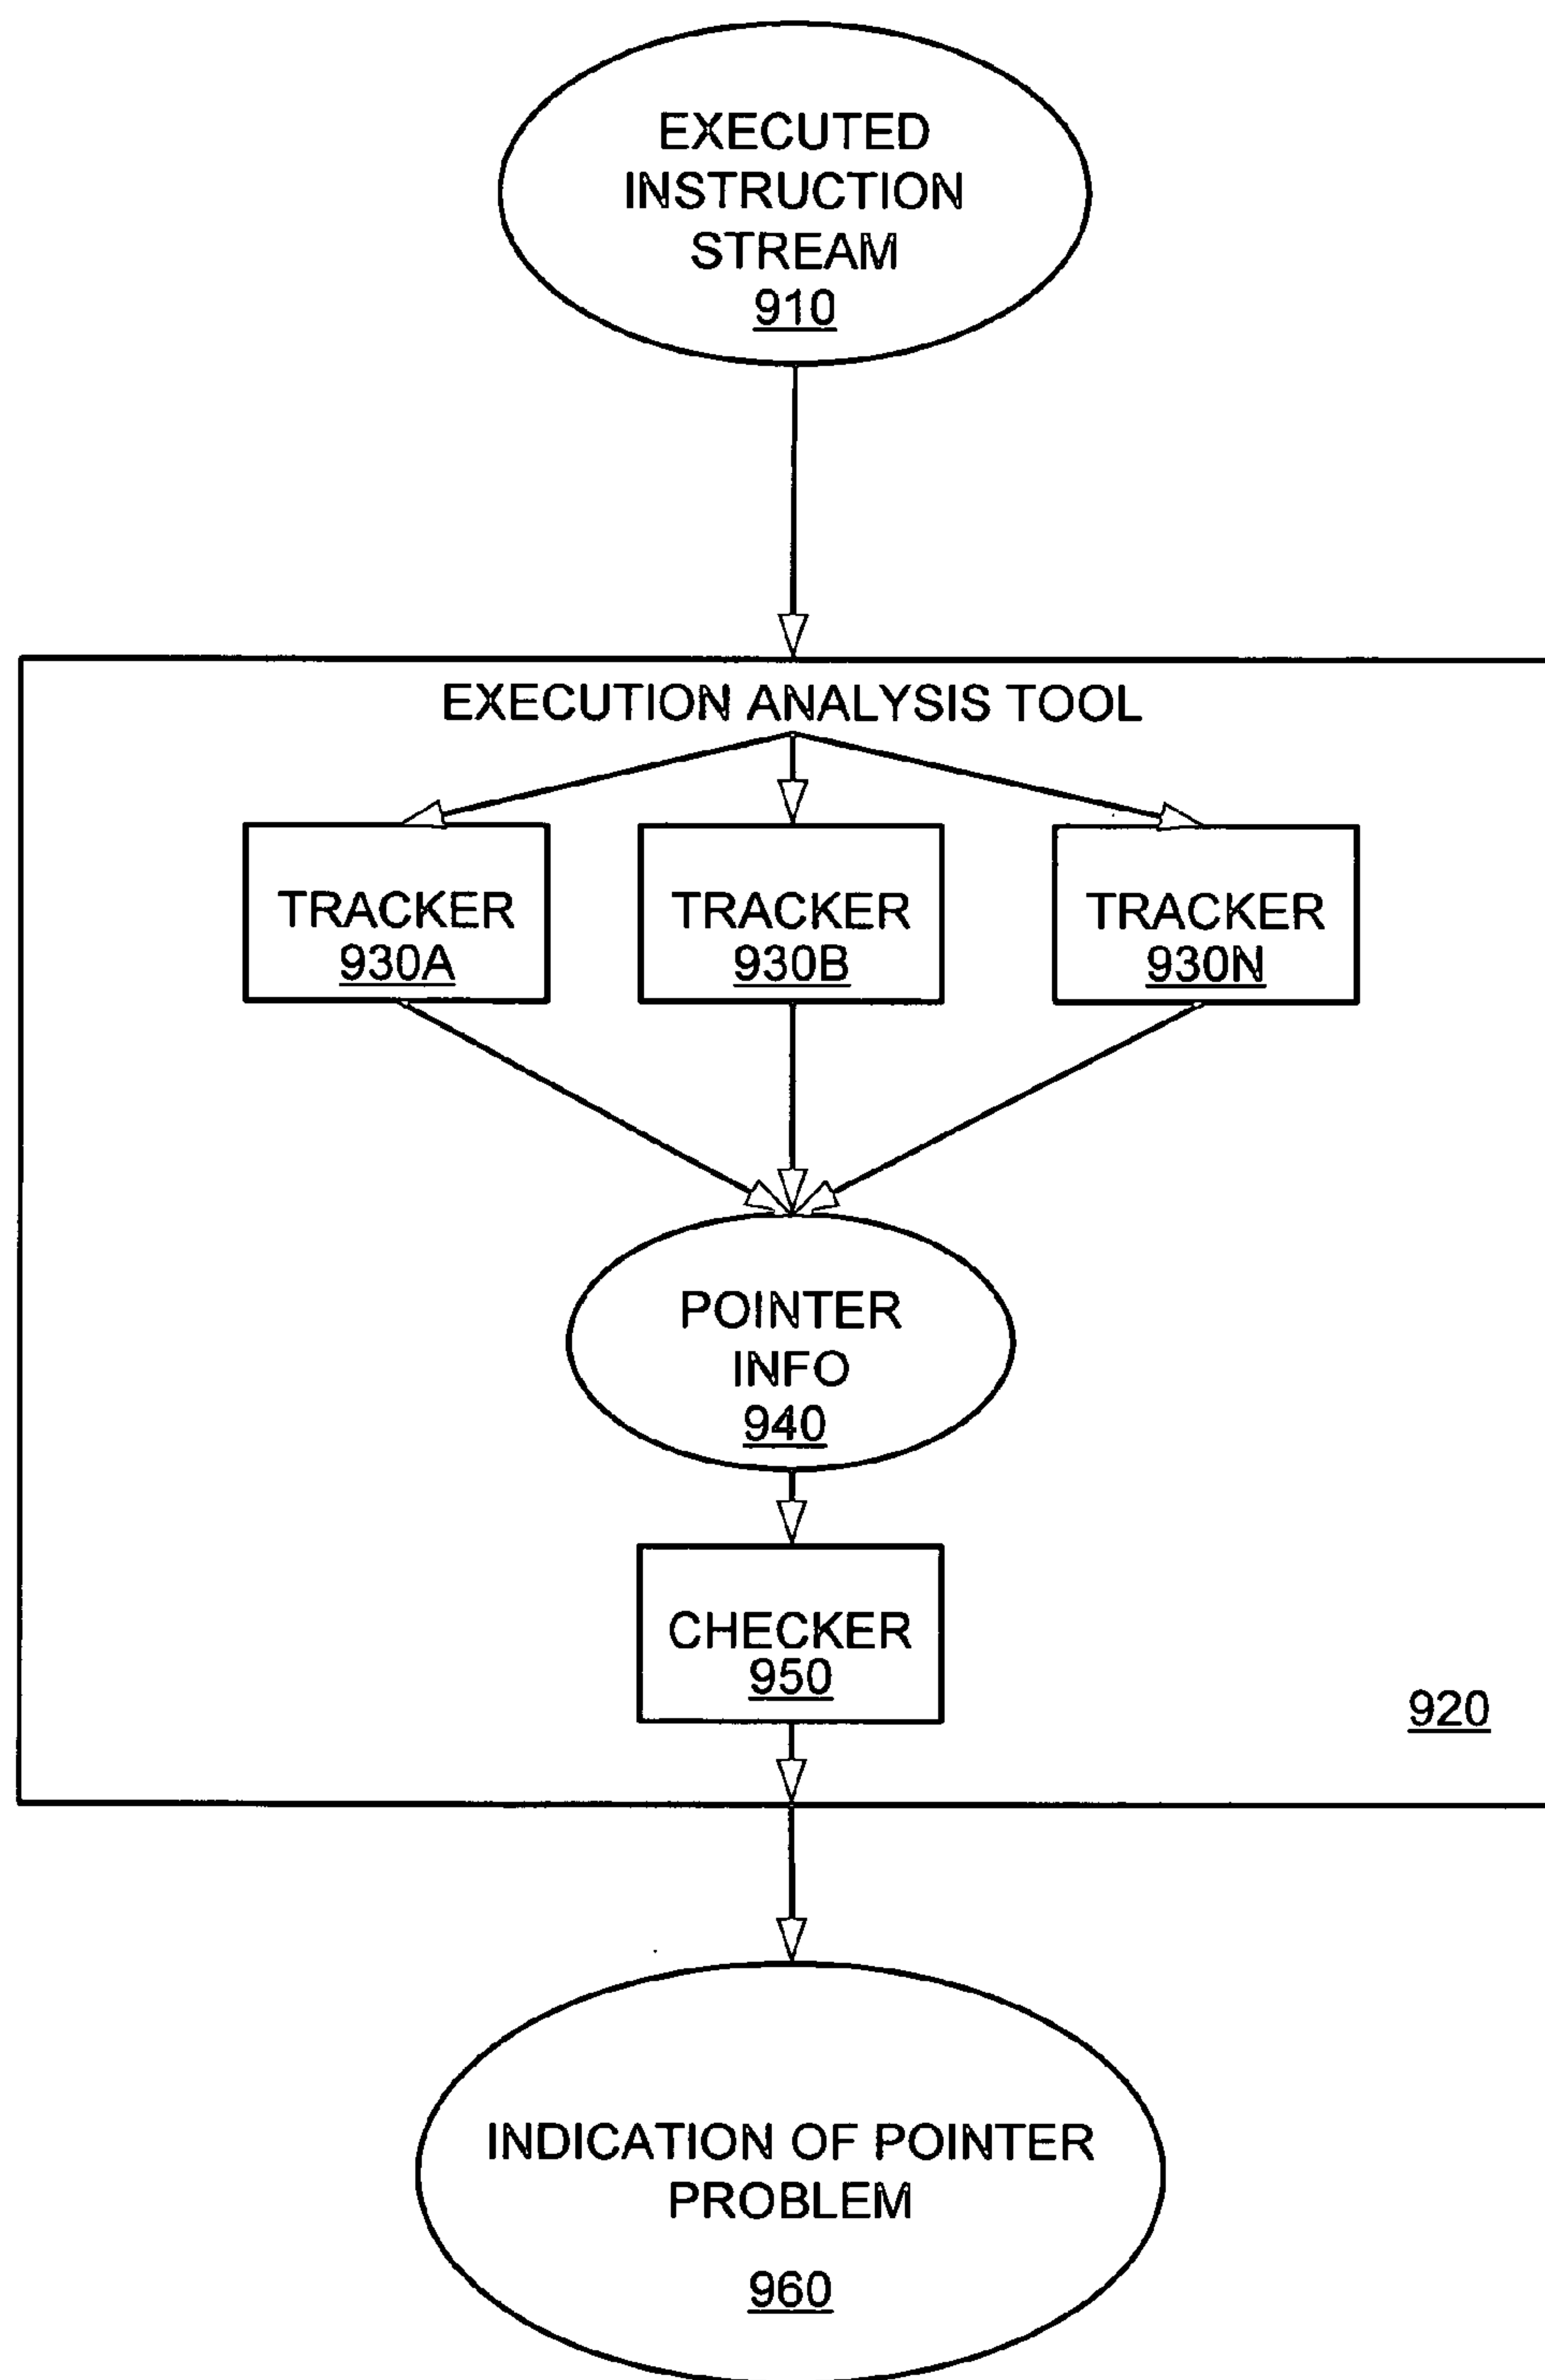 EXECUTED
INSTRUCTION
STREAM
910
EXECUTION ANALYSIS TOOL
TRACKER
930A
TRACKER
930B
TRACKER
930N
POINTER
INFO
940
CHECKER
950
920
INDICATION OF POINTER
PROBLEM
960